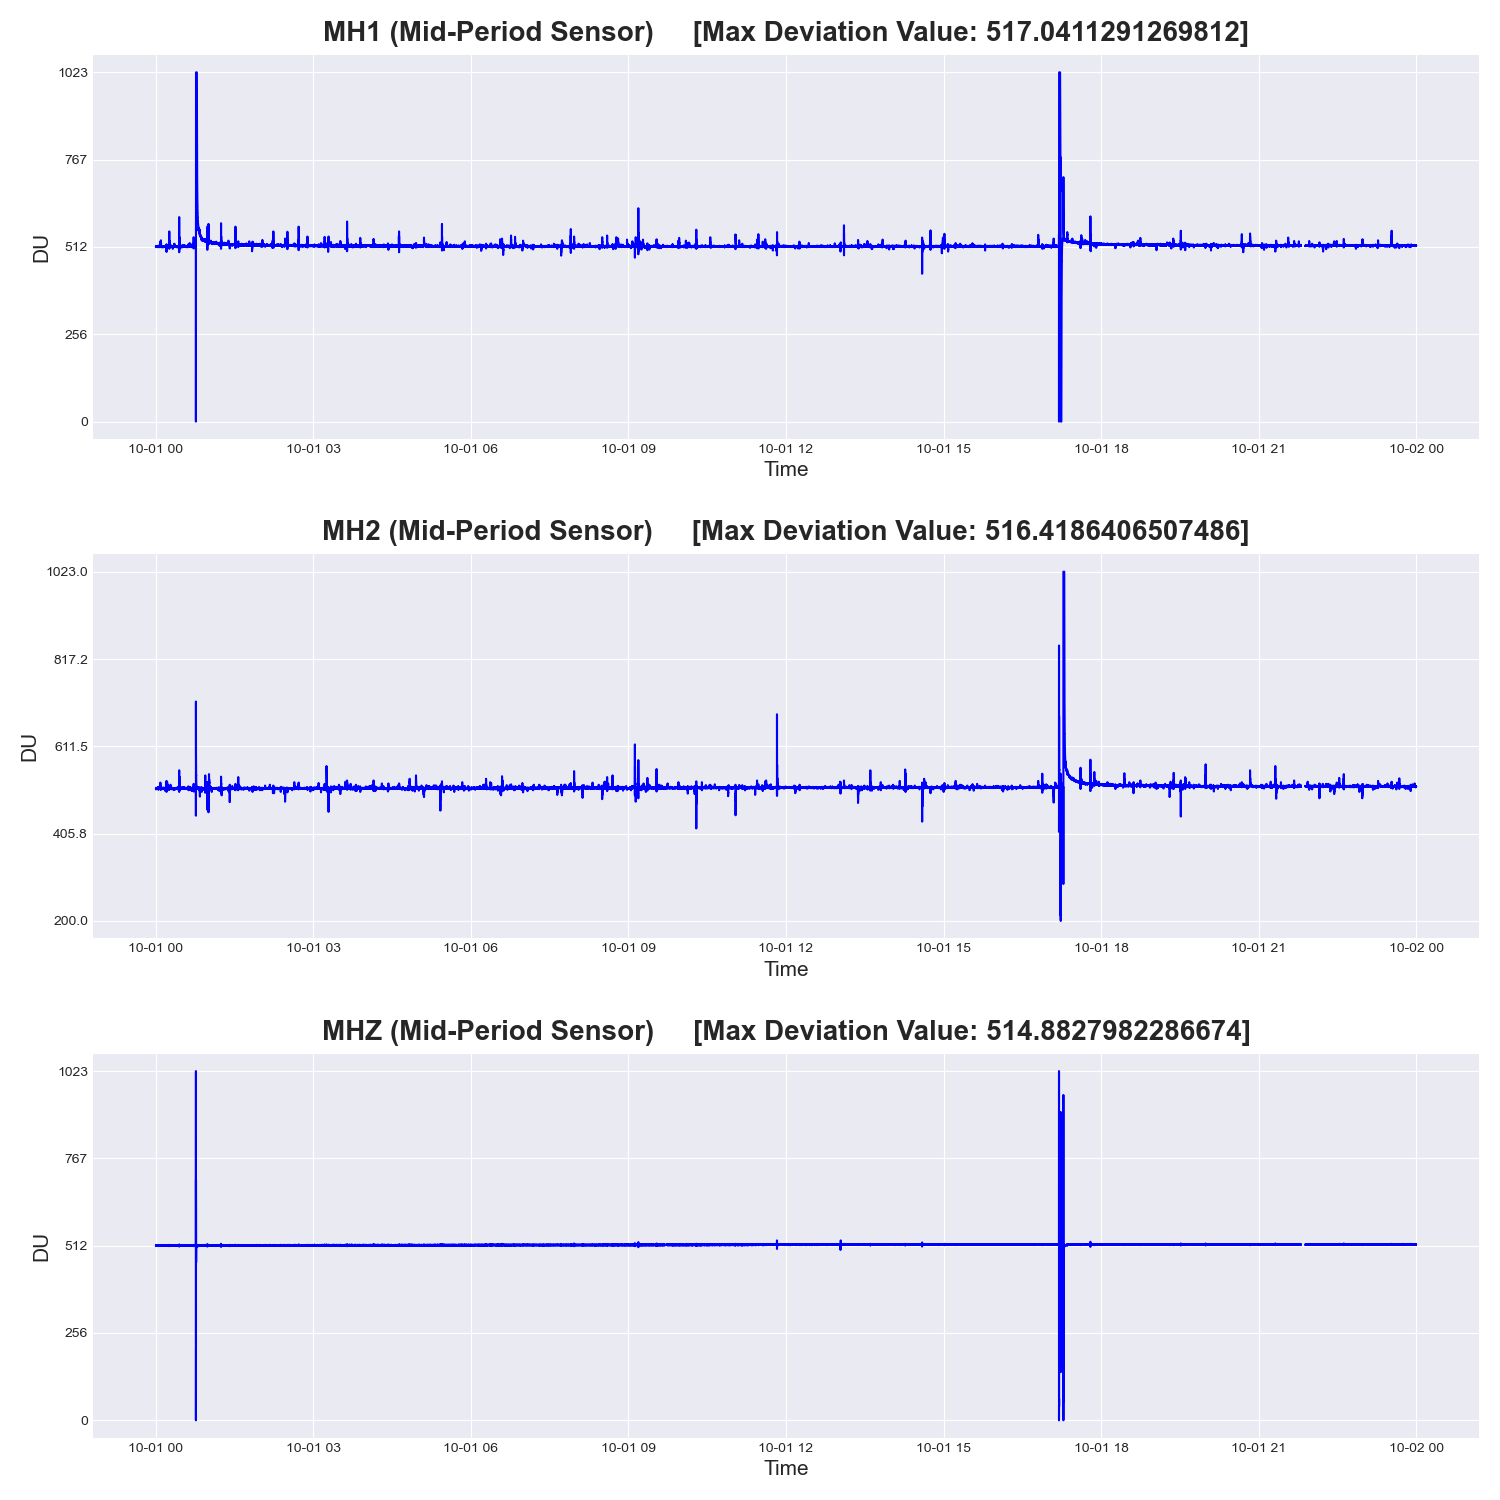 MH1 (Mid-Period Sensor) [Max Deviation Value: 517.0411291269812]
1023
767
512
256
0
DU
10-01 00 10-01 03 10-01 06 10-01 09 10-01 12 10-01 15 10-01 18 10-01 21 10-02 00
Time
MH2 (Mid-Period Sensor) [Max Deviation Value: 516.4186406507486]
1023.0
817.2
611.5
405.8
200.0
DU
10-01 00 10-01 03 10-01 06 10-01 09 10-01 12 10-01 15 10-01 18 10-01 21 10-02 00
Time
MHZ (Mid-Period Sensor) [Max Deviation Value: 514.8827982286674]
1023
767
512
256
0
DU
10-01 00 10-01 03 10-01 06 10-01 09 10-01 12 10-01 15 10-01 18 10-01 21 10-02 00
Time